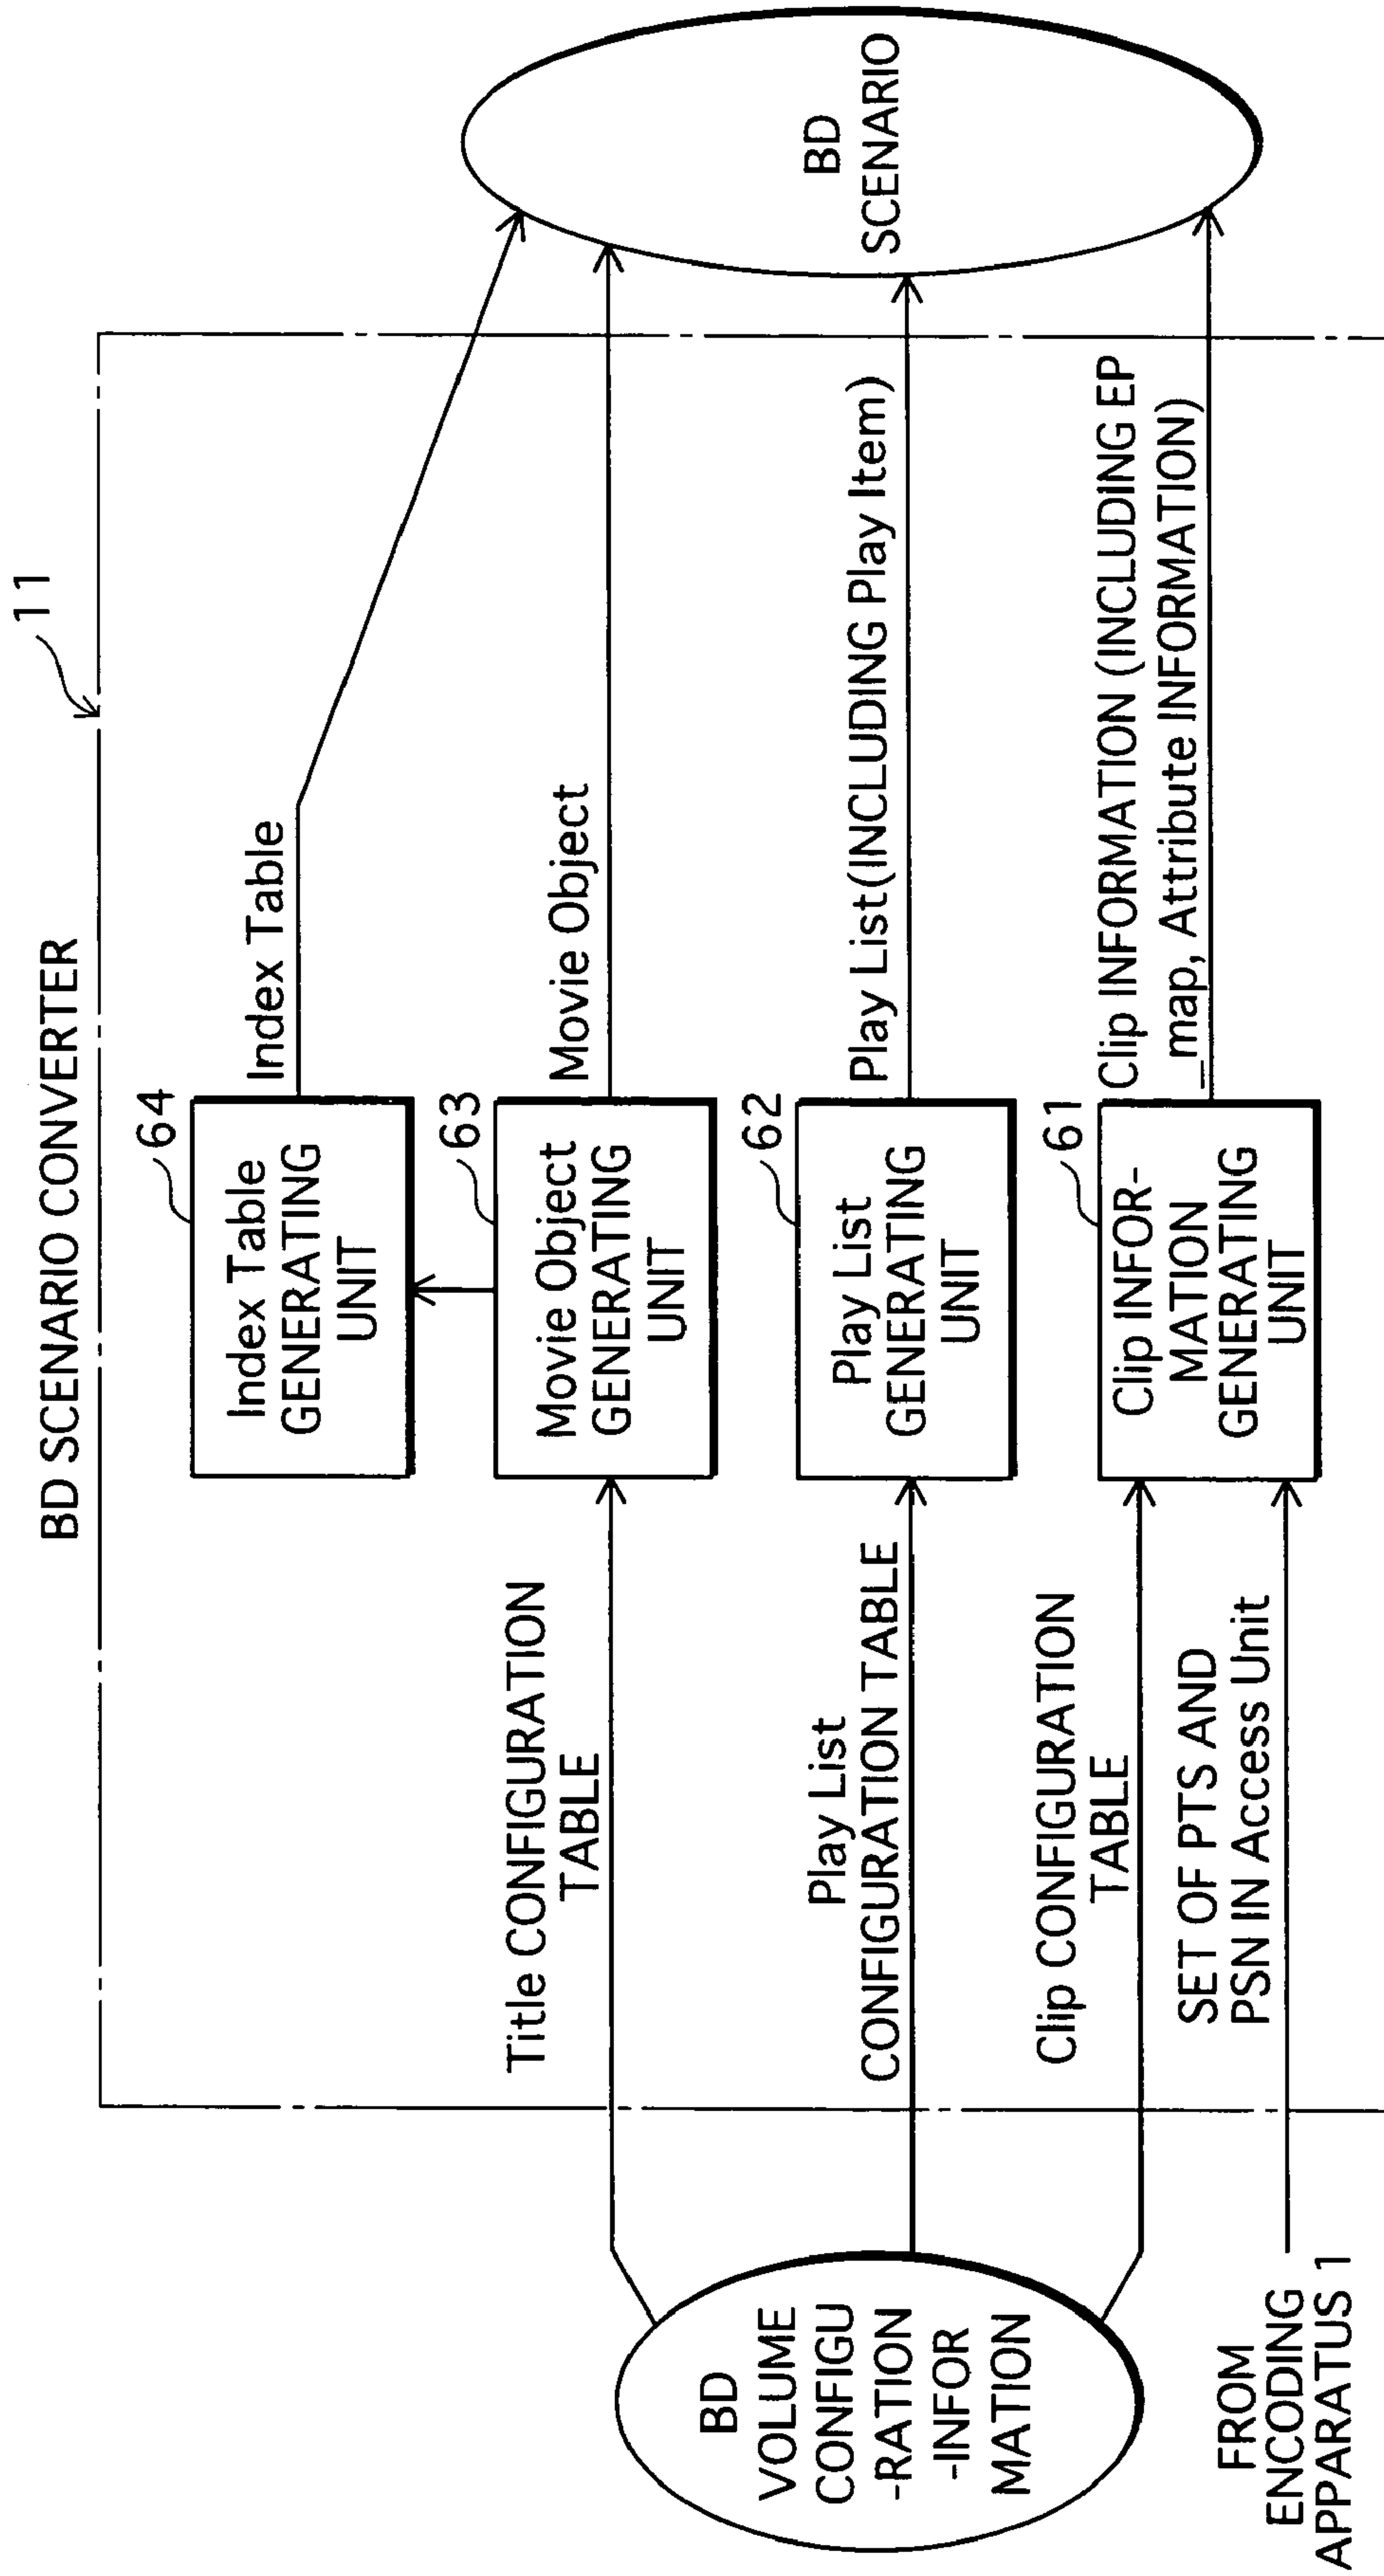 BD SCENARIO CONVERTER
11
64
Index Table
GENERATING
UNIT
Index Table
Title CONFIGURATION
TABLE
63
Movie Object
GENERATING
UNIT
Movie Object
BD
VOLUME
CONFIGU
-RATION
-INFOR
MATION
Play List
CONFIGURATION TABLE
62
Play List
GENERATING
UNIT
Play List(INCLUDING Play Item)
BD
SCENARIO
Clip CONFIGURATION
TABLE
SET OF PTS AND
PSN IN Access Unit
61
Clip INFOR-
MATION
GENERATING
UNIT
Clip INFORMATION (INCLUDING EP
_map, Attribute INFORMATION)
FROM
ENCODING
APPARATUS 1